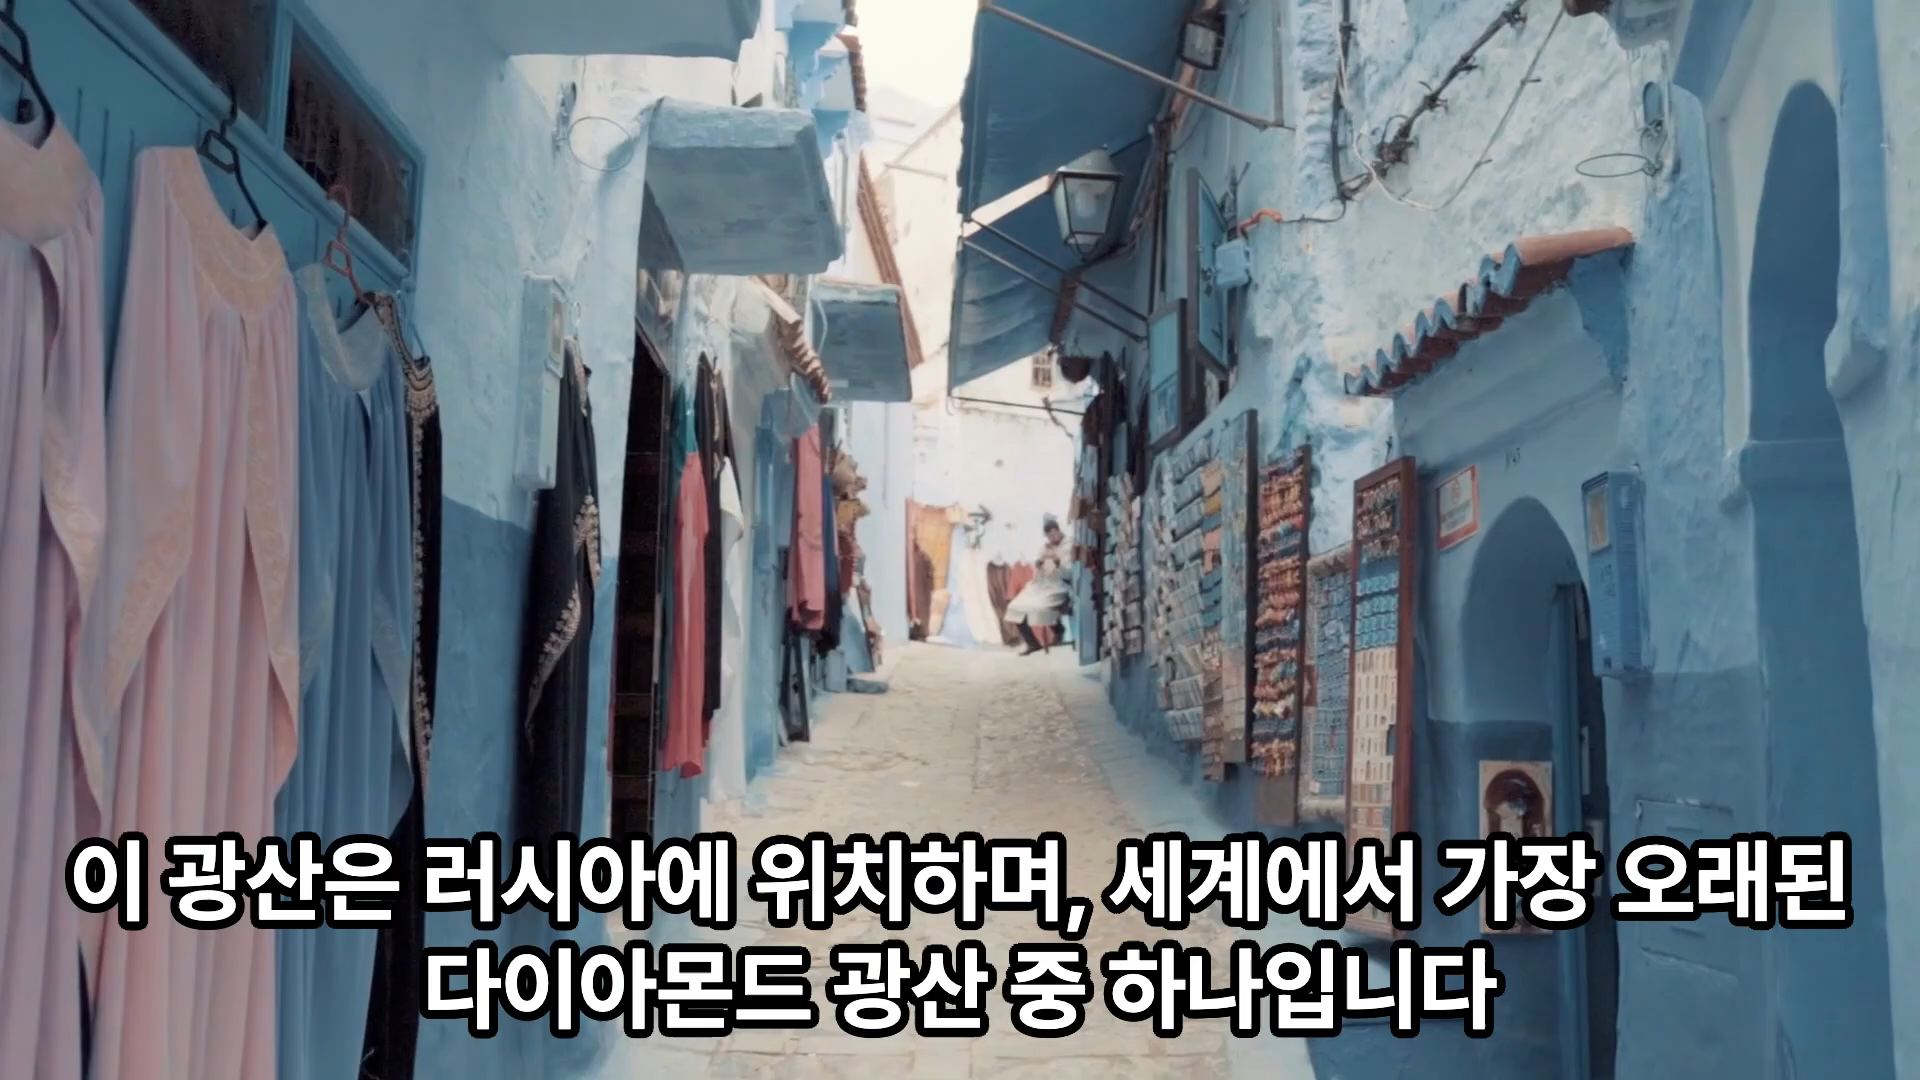 이 광산은 러시아에 위치하며, 세계에서 가장 오래된
다이아몬드 광산 중 하나입니다